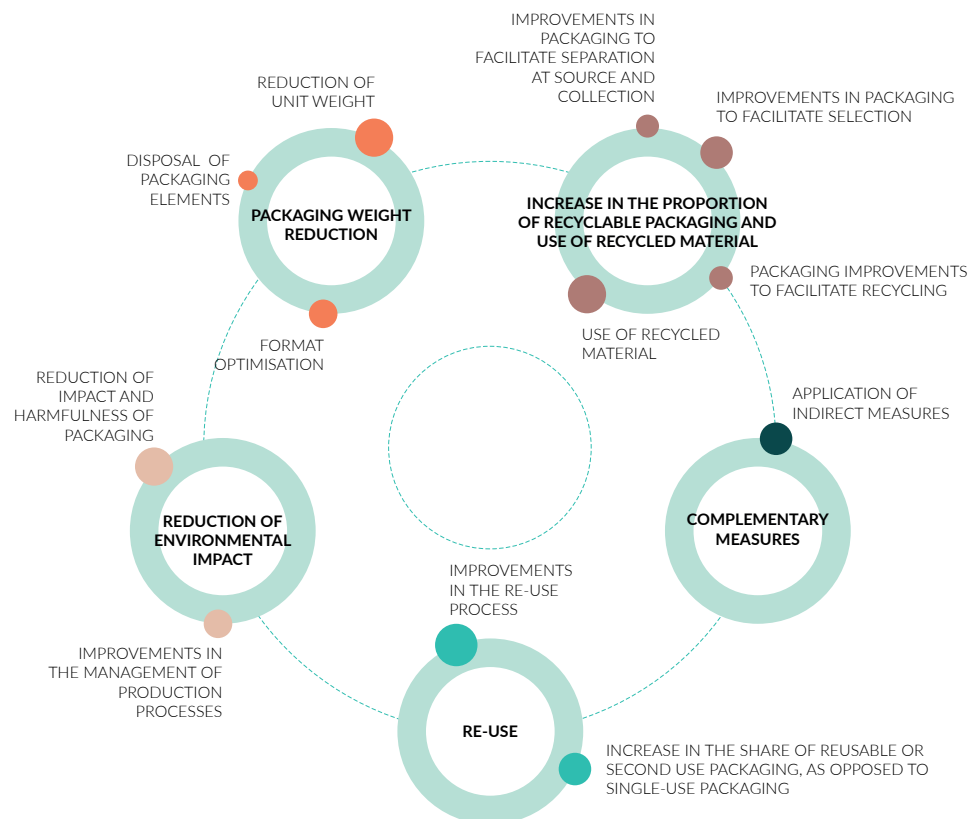 IMPROVEMENTS IN
PACKAGING TO
FACILITATE SEPARATION
AT SOURCE AND
COLLECTION
REDUCTION OF
UNIT WEIGHT
IMPROVEMENTS IN PACKAGING
TO FACILITATE SELECTION
DISPOSAL OF
PACKAGING
ELEMENTS
PACKAGING WEIGHT
REDUCTION
INCREASE IN THE PROPORTION
OF RECYCLABLE PACKAGING AND
USE OF RECYCLED MATERIAL
PACKAGING IMPROVEMENTS
TO FACILITATE RECYCLING
FORMAT
OPTIMISATION
USE OF RECYCLED
MATERIAL
REDUCTION OF
IMPACT AND
HARMFULNESS OF
PACKAGING
APPLICATION OF
INDIRECT MEASURES
REDUCTION OF
ENVIRONMENTAL
IMPACT
COMPLEMENTARY
MEASURES
IMPROVEMENTS
IN THE RE-USE
PROCESS
IMPROVEMENTS IN
THE MANAGEMENT OF
PRODUCTION
PROCESSES
RE-USE
INCREASE IN THE SHARE OF REUSABLE OR
SECOND USE PACKAGING, AS OPPOSED TO
SINGLE-USE PACKAGING